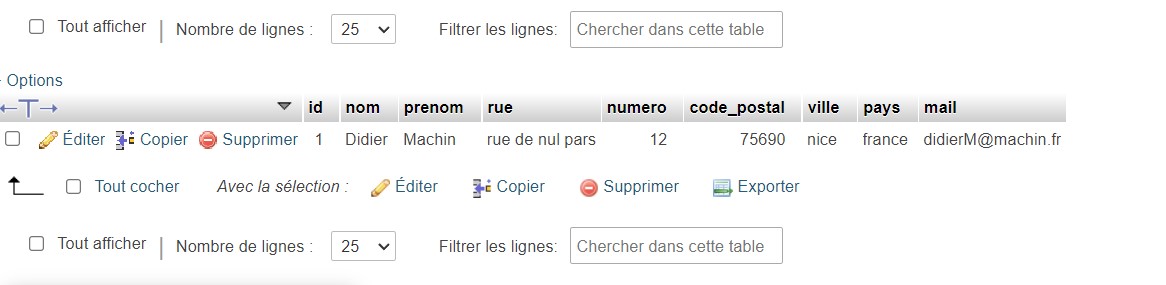 Tout afficher | Nombre de lignes : 25 Filtrer les lignes: Chercher dans cette table
Options
id nom prenom rue numero code_postal ville pays mail
Éditer Copier Supprimer 1 Didier Machin rue de nul pars 12 75690 nice france didierM@machin.fr
Tout cocher Avec la sélection : Éditer Copier Supprimer Exporter
Tout afficher | Nombre de lignes : 25 Filtrer les lignes: Chercher dans cette table